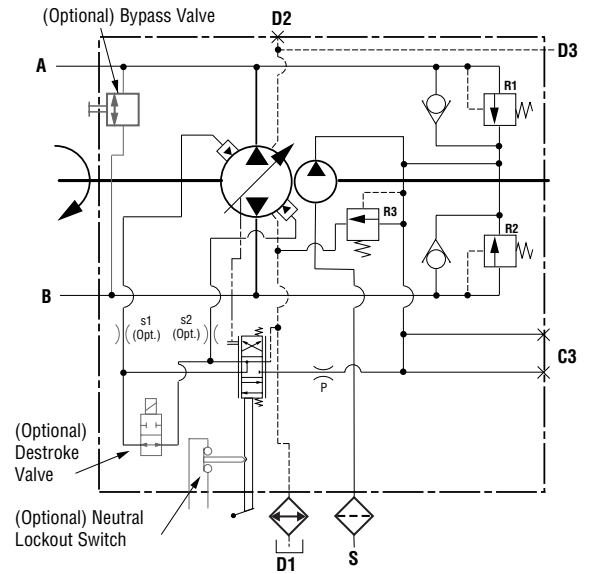 (Optional) Bypass Valve
D2
D3
A
R1
R3
R2
B
s1
(Opt.)
s2
(Opt.)
C3
P
(Optional)
Destroke
Valve
(Optional) Neutral
Lockout Switch
D1
S